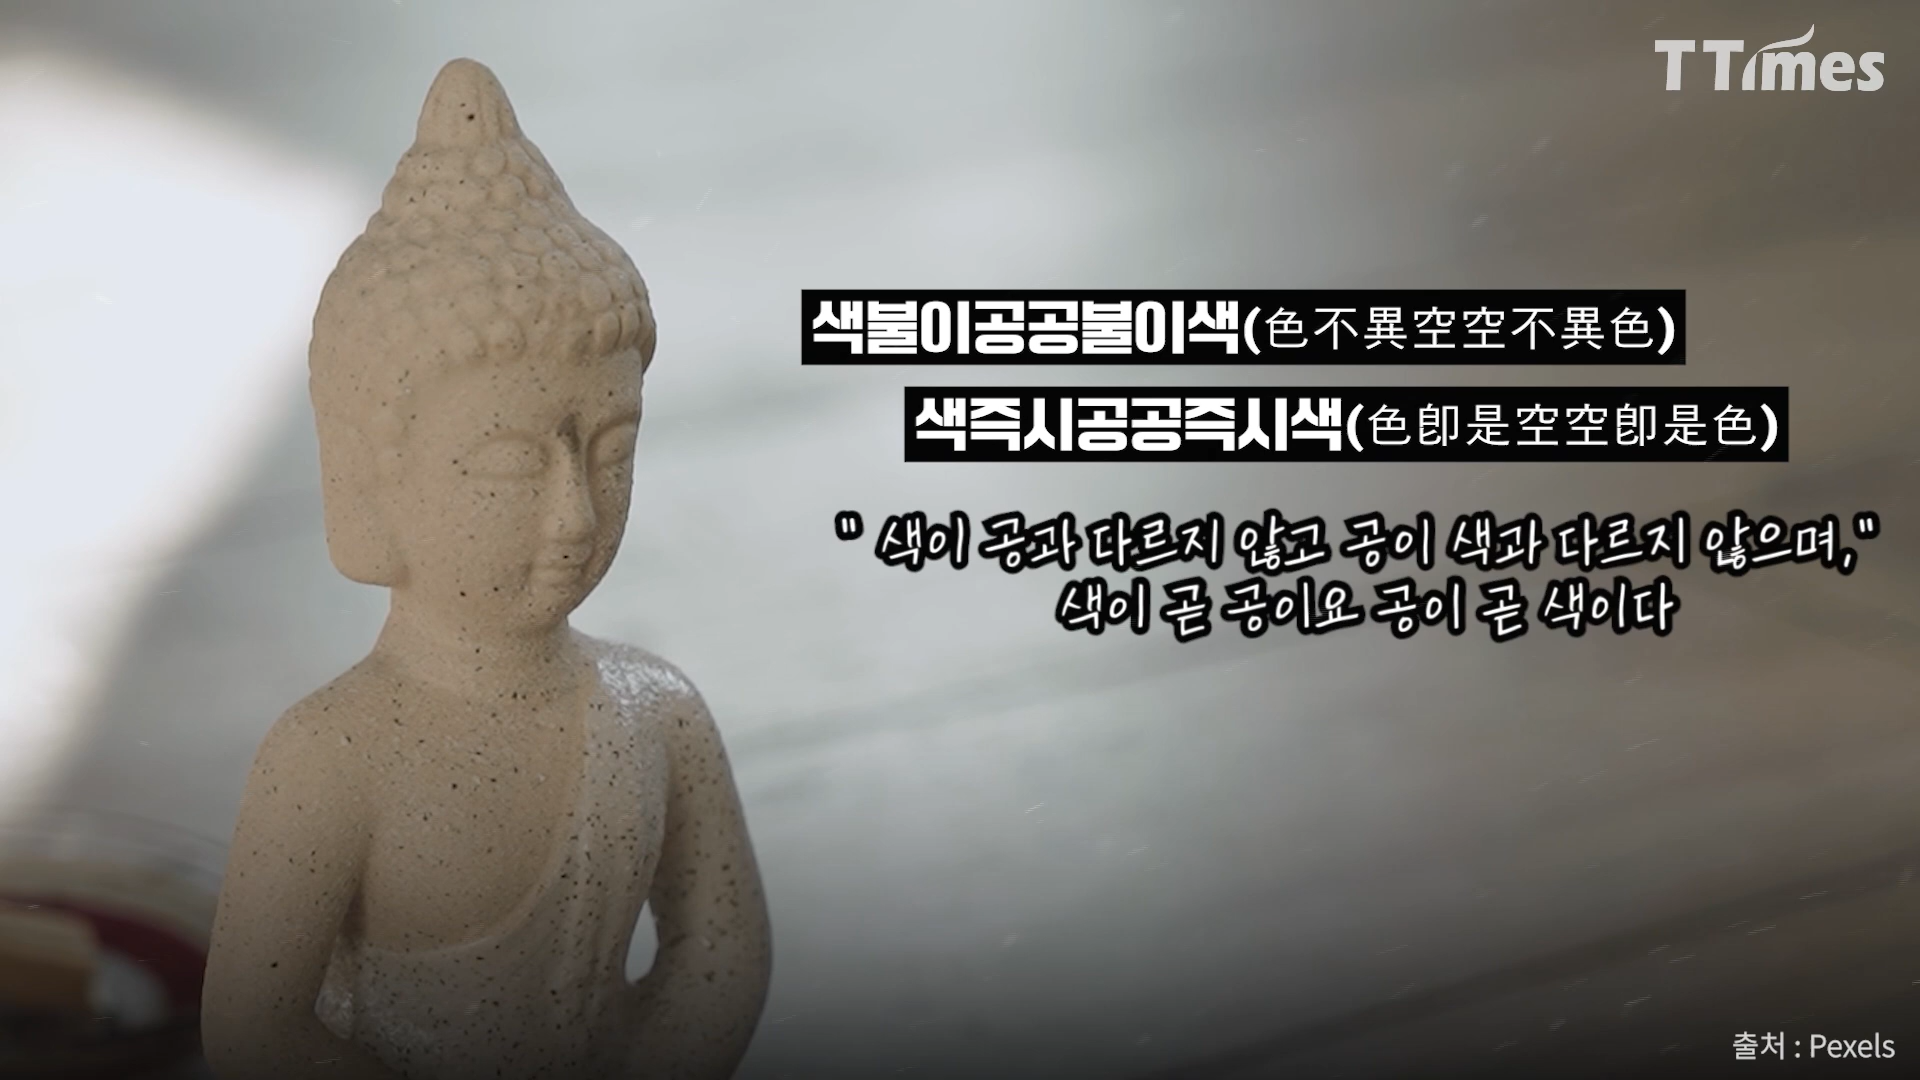 TTimes
색불이공공불이색(色不異空空不異色)
색즉시공공즉시색(色卽是空空卽是色)
" 색이 공과 다르지 않고 공이 색과 다르지 않으며,"
색이 곧 공이요 공이 곧 색이다
출처 : Pexels